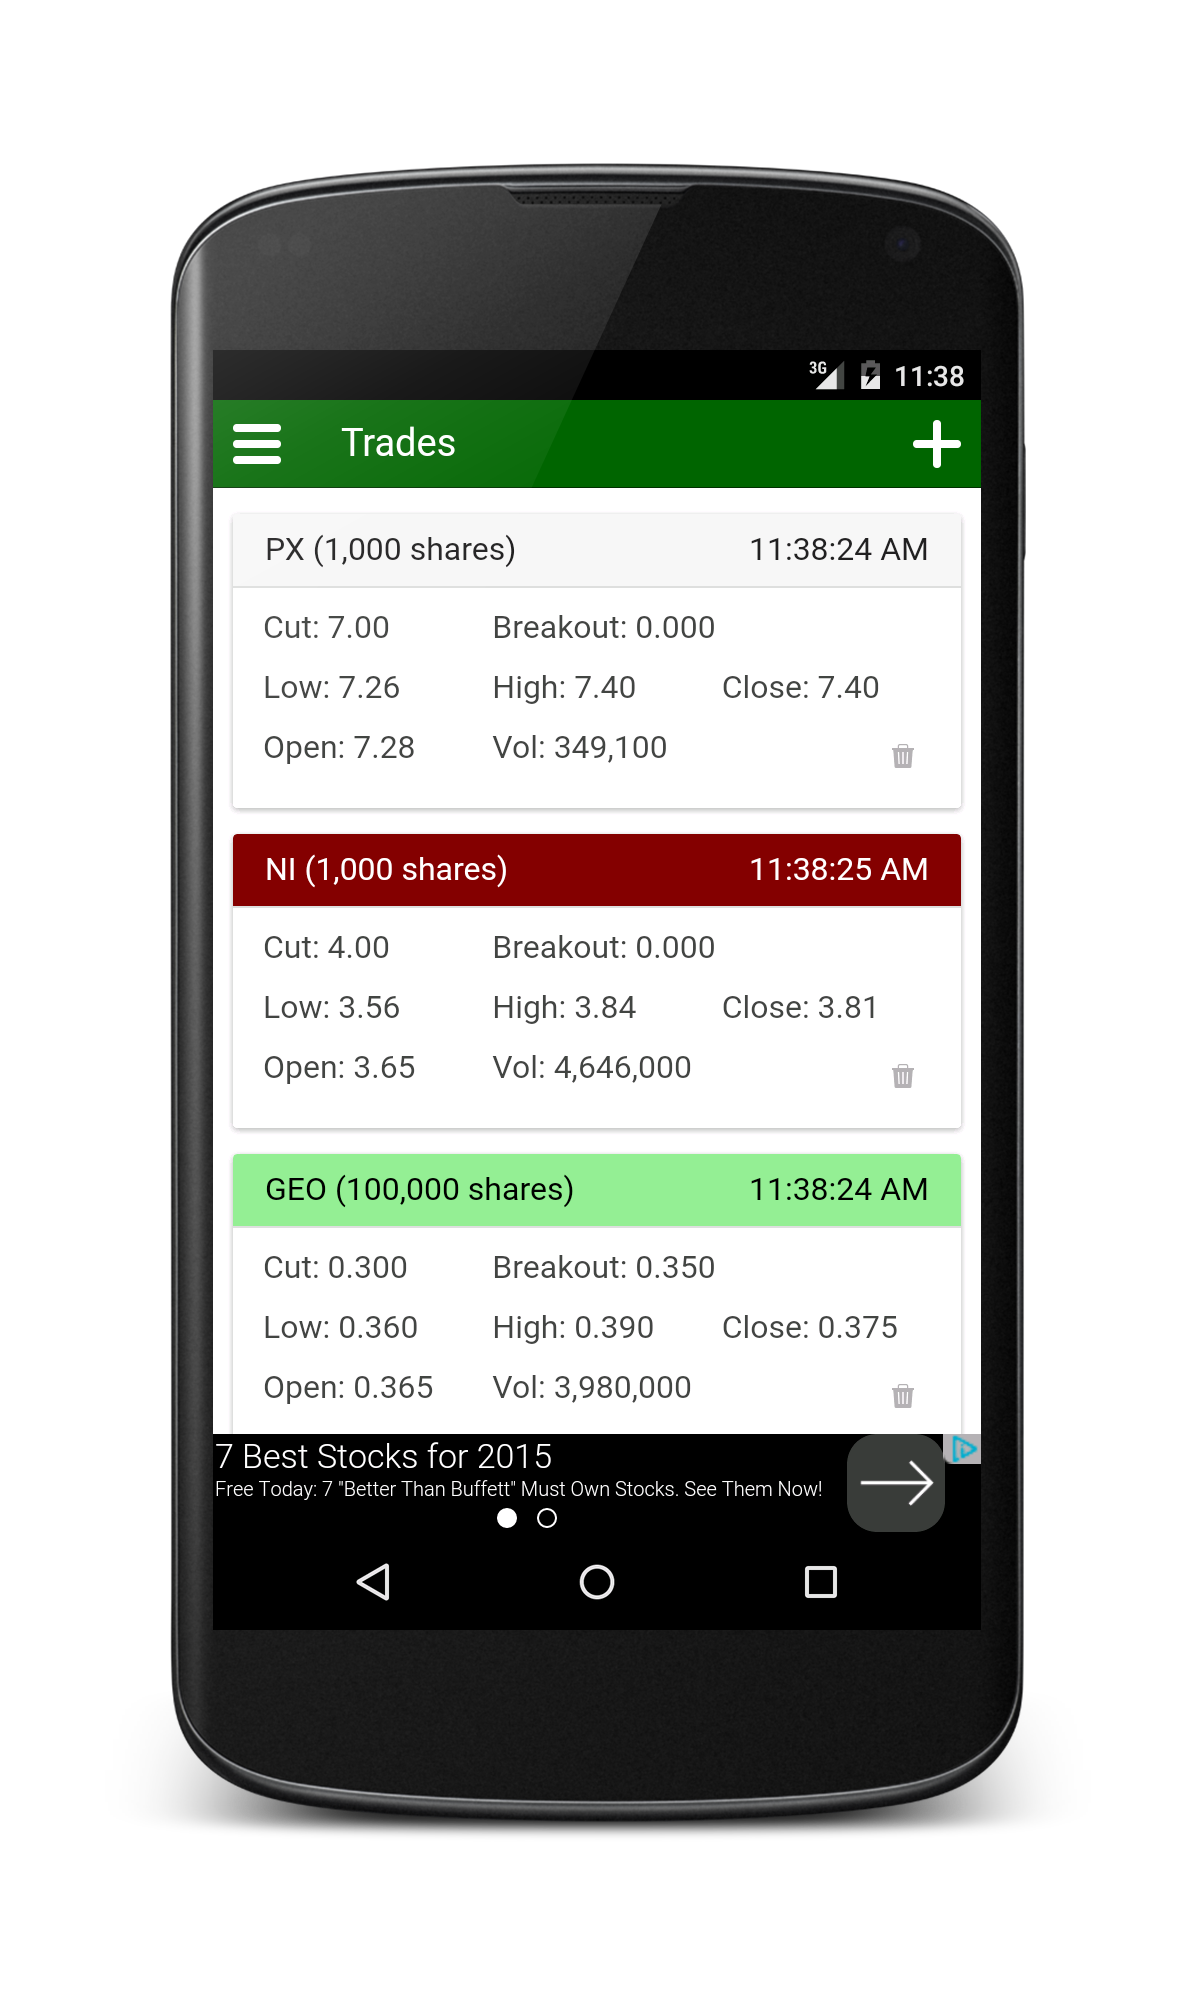 3G 11:38
Trades
PX (1,000 shares) 11:38:24 AM
Cut: 7.00 Breakout: 0.000
Low: 7.26 High: 7.40 Close: 7.40
Open: 7.28 Vol: 349,100
NI (1,000 shares) 11:38:25 AM
Cut: 4.00 Breakout: 0.000
Low: 3.56 High: 3.84 Close: 3.81
Open: 3.65 Vol: 4,646,000
GEO (100,000 shares) 11:38:24 AM
Cut: 0.300 Breakout: 0.350
Low: 0.360 High: 0.390 Close: 0.375
Open: 0.365 Vol: 3,980,000
7 Best Stocks for 2015
Free Today: 7 "Better Than Buffett" Must Own Stocks. See Them Now!